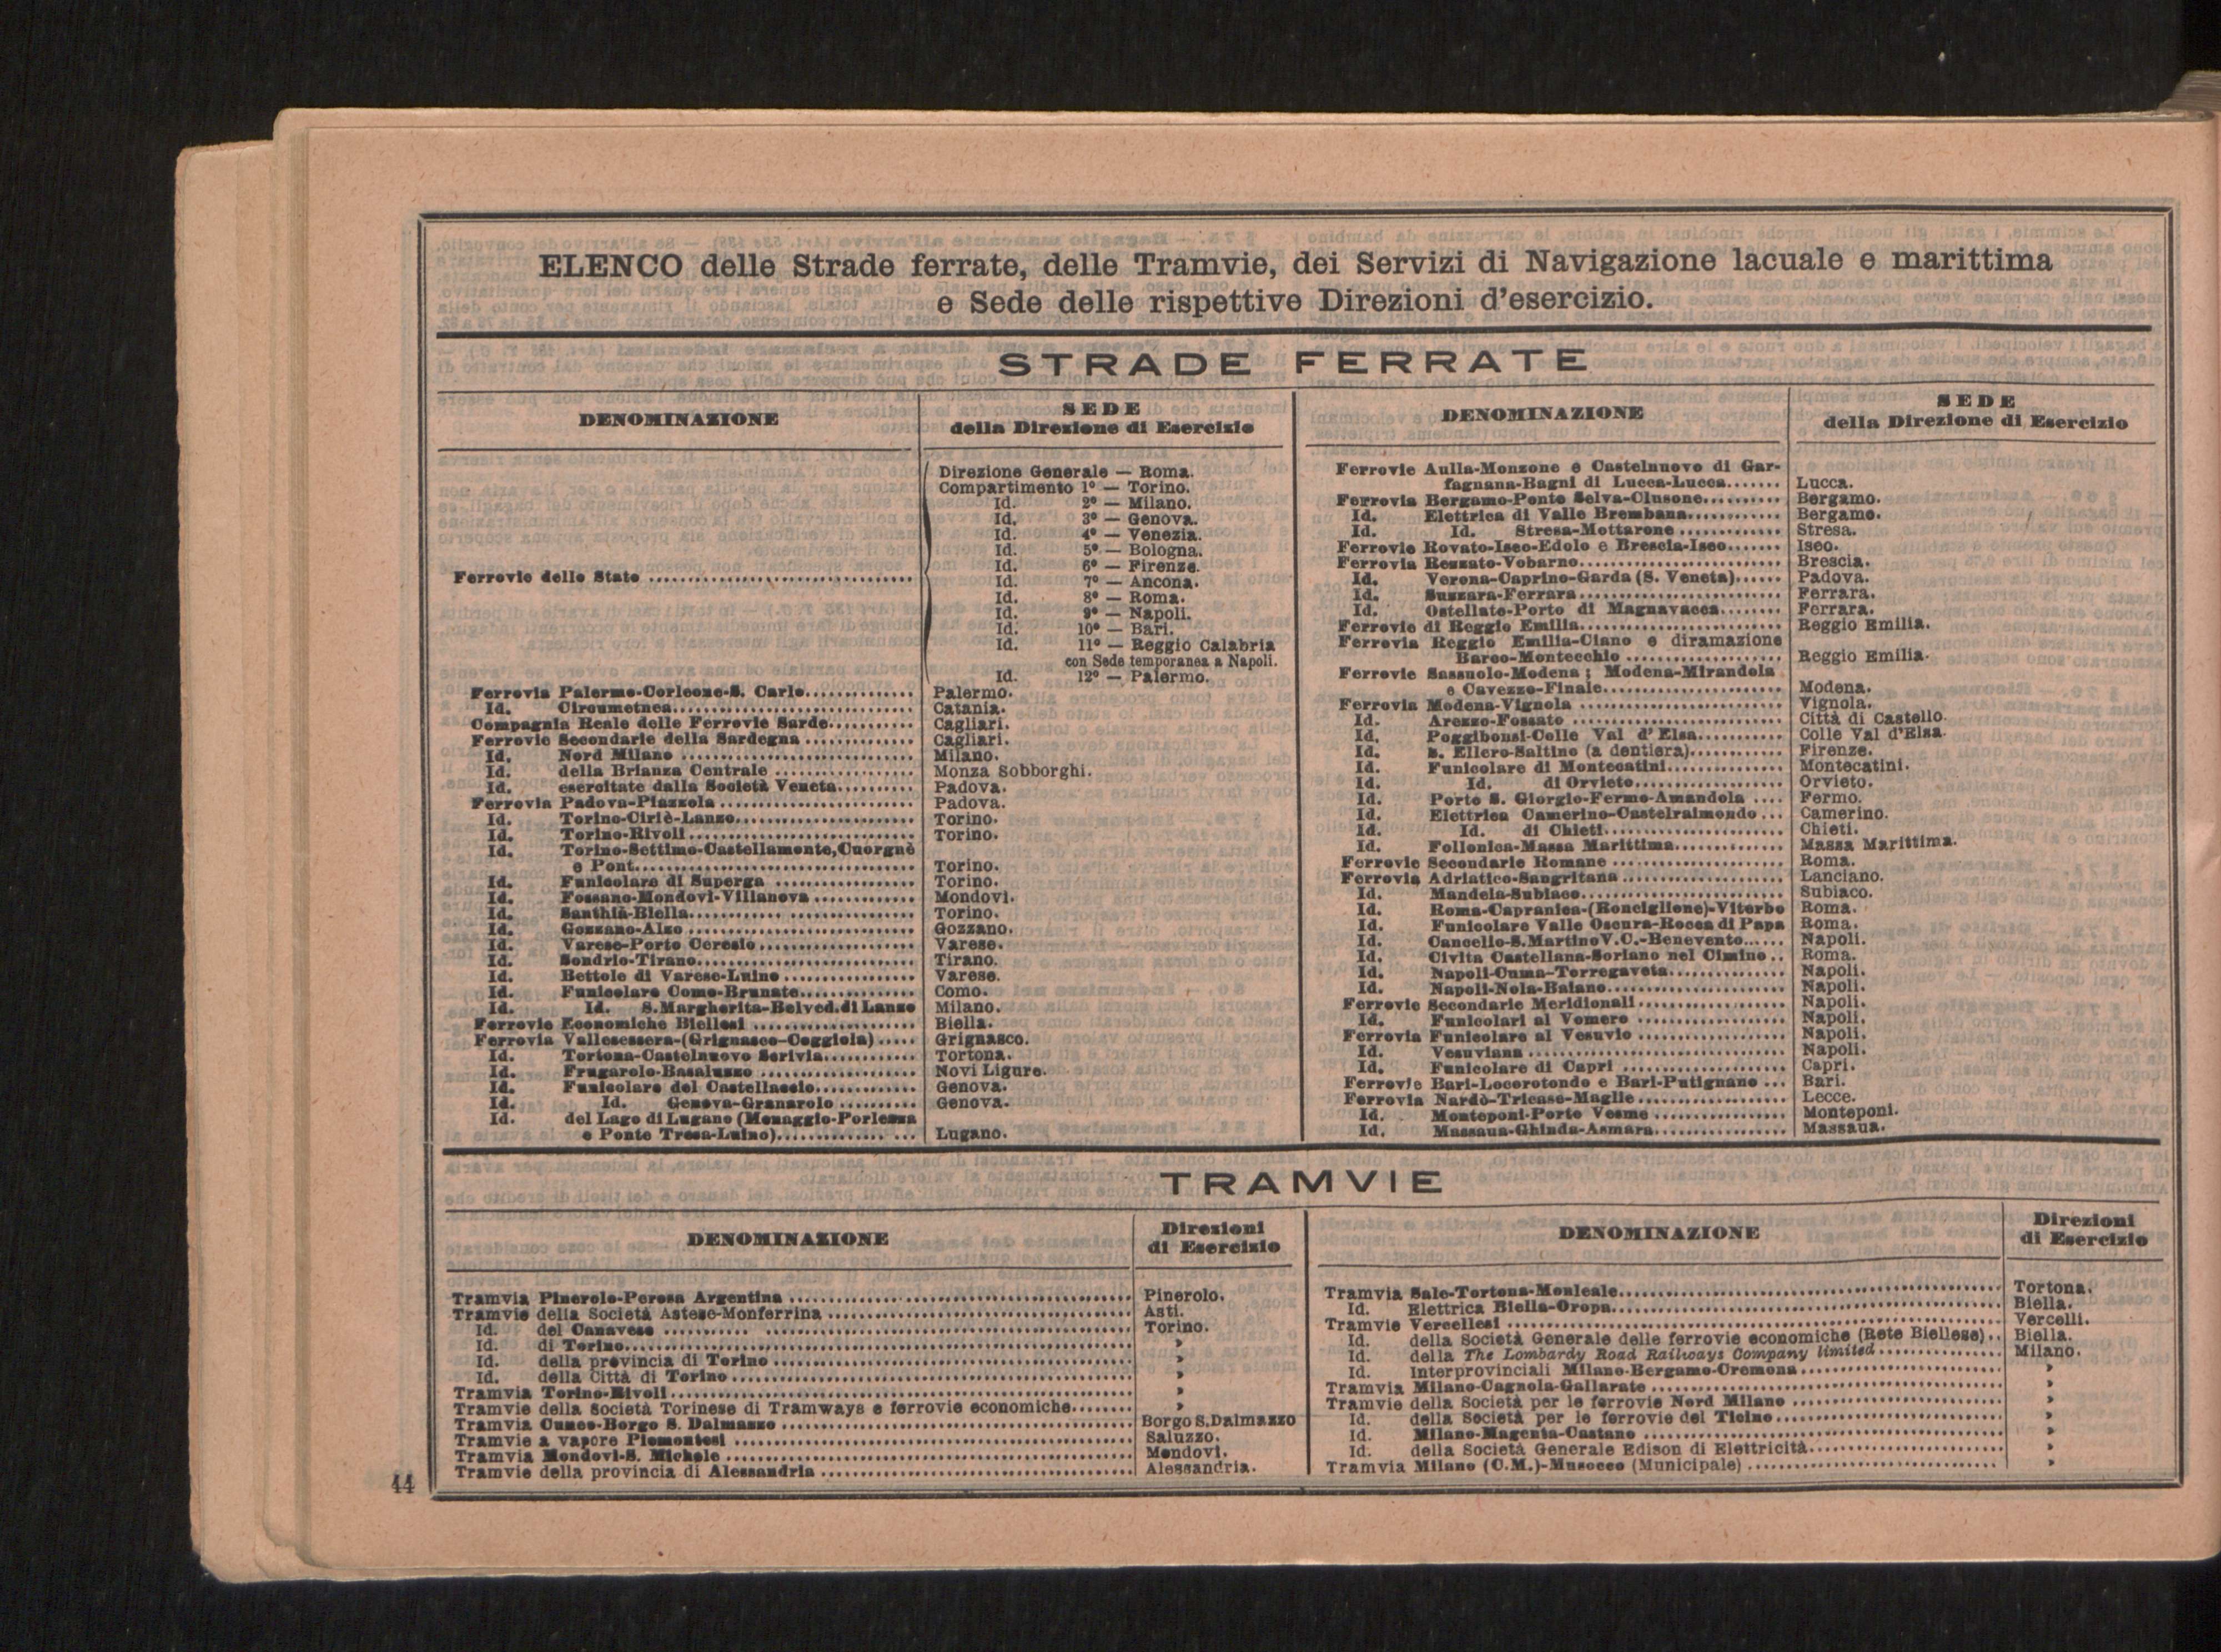 ELENCO delle Strade ferrate, delle Tramvie, dei Servizi di Navigazione lacuale e marittima
e Sede delle rispettive Direzioni d'esercizio.
STRADE FERRATE
DENOMINAZIONE
SEDE
della Direzione di Esercizio
Ferrovie dello Stato ..............................
Direzione Generale — Roma.
Compartimento 1º — Torino.
Id. 2º — Milano.
Id. 3º — Genova.
Id. 4º — Venezia.
Id. 5º — Bologna.
Id. 6º — Firenze.
Id. 7º — Ancona.
Id. 8º — Roma.
Id. 9º — Napoli.
Id. 10º — Bari.
Id. 11º — Reggio Calabria
con Sede temporanea a Napoli.
Id. 12º — Palermo.
Ferrovia Palermo-Corleone-S. Carlo............. Palermo.
Id. Circumetnea............................ Catania.
Compagnia Reale delle Ferrovie Sarde.......... Cagliari.
Ferrovie Secondarie della Sardegna ............. Cagliari.
Id. Nord Milano ........................... Milano.
Id. della Brianza Centrale ................ Monza Sobborghi.
Id. esercitate dalla Società Veneta......... Padova.
Ferrovia Padova-Piazzola ....................... Padova.
Id. Torino-Ciriè-Lanzo...................... Torino.
Id. Torino-Rivoli........................... Torino.
Id. Torino-Settimo-Castellamonte, Cuorgnè
e Pont................................. Torino.
Id. Funicolare di Superga ................ Torino.
Id. Fossano-Mondovì-Villanova ............ Mondovì.
Id. Santhià-Biella.......................... Torino.
Id. Gozzano-Alzo .......................... Gozzano.
Id. Varese-Porto Ceresio.................. Varese.
Id. Sondrio-Tirano......................... Tirano.
Id. Bettole di Varese-Luino ............... Varese.
Id. Funicolare Como-Brunate.............. Como.
Id. Id. S. Margherita-Belved. di Lanzo Milano.
Ferrovie Economiche Biellesi ................... Biella.
Ferrovia Vallesessera-(Grignasco-Coggiola) ..... Grignasco.
Id. Tortona-Castelnuovo Scrivia........... Tortona.
Id. Frugarolo-Basaluzzo .................. Novi Ligure.
Id. Funicolare del Castellaccio............ Genova.
Id. Id. Genova-Granarolo .......... Genova.
Id. del Lago di Lugano (Menaggio-Porlezza
e Ponte Tresa-Luino)................. Lugano.
DENOMINAZIONE
SEDE
della Direzione di Esercizio
Ferrovie Aulla-Monzone e Castelnuovo di Gar-
fagnana-Bagni di Lucca-Lucca....... Lucca.
Ferrovia Bergamo-Ponte Selva-Clusone.......... Bergamo.
Id. Elettrica di Valle Brembana............ Bergamo.
Id. Id. Stresa-Mottarone ............ Stresa.
Ferrovie Rovato-Iseo-Edolo e Brescia-Iseo....... Iseo.
Ferrovia Rezzato-Vobarno....................... Brescia.
Id. Verona-Caprino-Garda (S. Veneta)...... Padova.
Id. Suzzara-Ferrara........................ Ferrara.
Id. Ostellato-Porto di Magnavacca........ Ferrara.
Ferrovie di Reggio Emilia....................... Reggio Emilia.
Ferrovia Reggio Emilia-Ciano e diramazione
Barco-Montecchio ................... Reggio Emilia.
Ferrovie Sassuolo-Modena; Modena-Mirandola
e Cavezzo-Finale...................... Modena.
Ferrovia Modena-Vignola ....................... Vignola.
Id. Arezzo-Fossato ........................ Città di Castello.
Id. Poggibonsi-Colle Val d'Elsa.......... Colle Val d'Elsa.
Id. S. Ellero-Saltino (a dentiera)........... Firenze.
Id. Funicolare di Montecatini.............. Montecatini.
Id. Id. di Orvieto................. Orvieto.
Id. Porto S. Giorgio-Fermo-Amandola .... Fermo.
Id. Elettrica Camerino-Castelraimondo ... Camerino.
Id. Id. di Chieti..................... Chieti.
Id. Follonica-Massa Marittima............. Massa Marittima.
Ferrovie Secondarie Romane .................... Roma.
Ferrovia Adriatico-Sangritana ................... Lanciano.
Id. Mandela-Subiaco........................ Subiaco.
Id. Roma-Capranica-(Ronciglione)-Viterbo Roma.
Id. Funicolare Valle Oscura-Rocca di Papa Roma.
Id. Cancello-S. Martino V. C.-Benevento...... Napoli.
Id. Civita Castellana-Soriano nel Cimino .. Roma.
Id. Napoli-Cuma-Torregaveta.............. Napoli.
Id. Napoli-Nola-Baiano.................... Napoli.
Ferrovie Secondarie Meridionali................. Napoli.
Id. Funicolari al Vomero ................. Napoli.
Ferrovia Funicolare al Vesuvio ................. Napoli.
Id. Vesuviana .............................. Napoli.
Id. Funicolare di Capri ................... Capri.
Ferrovie Bari-Locorotondo e Bari-Putignano ... Bari.
Ferrovia Nardò-Tricase-Maglie.................. Lecce.
Id. Monteponi-Porto Vesme ................ Monteponi.
Id. Massaua-Ghinda-Asmara................ Massaua.
TRAMVIE
DENOMINAZIONE
Direzioni
di Esercizio
Tramvia Pinerolo-Perosa Argentina .......................................... Pinerolo.
Tramvie della Società Astese-Monferrina ..................................... Asti.
Id. del Canavese .......... ............................................ Torino.
Id. di Torino.......................................................... »
Id. della provincia di Torino ........................................... »
Id. della Città di Torino ............................................... »
Tramvia Torino-Rivoli........................................................ »
Tramvie della Società Torinese di Tramways e ferrovie economiche........ »
Tramvia Cuneo-Borgo S. Dalmazzo .......................................... Borgo S. Dalmazzo
Tramvie a vapore Piemontesi ................................................ Saluzzo.
Tramvia Mondovì-S. Michele ................................................. Mondovì.
Tramvie della provincia di Alessandria ...................................... Alessandria.
DENOMINAZIONE
Direzioni
di Esercizio
Tramvia Sale-Tortona-Monleale............................................... Tortona.
Id. Elettrica Biella-Oropa................................................ Biella.
Tramvie Vercellesi ............................................................ Vercelli.
Id. della Società Generale delle ferrovie economiche (Rete Biellese).. Biella.
Id. della The Lombardy Road Railways Company limited ............... Milano.
Id. Interprovinciali Milano-Bergamo-Cremona......................... »
Tramvia Milano-Cagnola-Gallarate ........................................... »
Tramvie della Società per le ferrovie Nord Milano .......................... »
Id. della Società per le ferrovie del Ticino............................ »
Id. Milano-Magenta-Castano ............................................ »
Id. della Società Generale Edison di Elettricità........................ »
Tramvia Milano (C.M.)-Musocco (Municipale) ............................... »
44